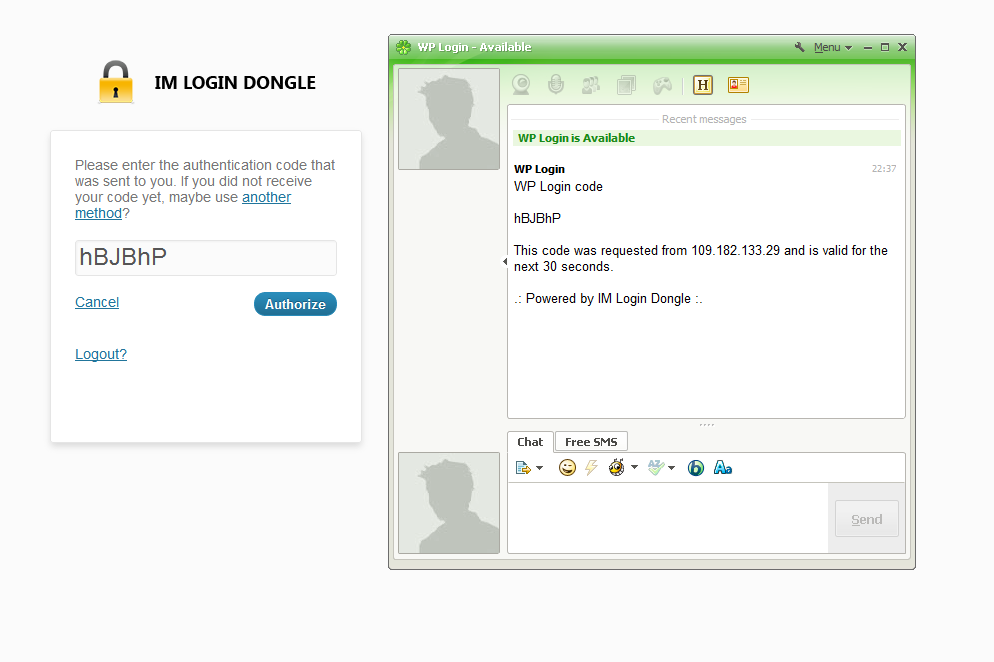 IM LOGIN DONGLE
Please enter the authentication code that
was sent to you. If you did not receive
your code yet, maybe use another
method?
hBJBhP
Cancel
Authorize
Logout?
WP Login - Available
Menu
H
Recent messages
WP Login is Available
WP Login
22:37
WP Login code
hBJBhP
This code was requested from 109.182.133.29 and is valid for the
next 30 seconds.
.: Powered by IM Login Dongle :.
Chat
Free SMS
AZ
b
Aa
Send